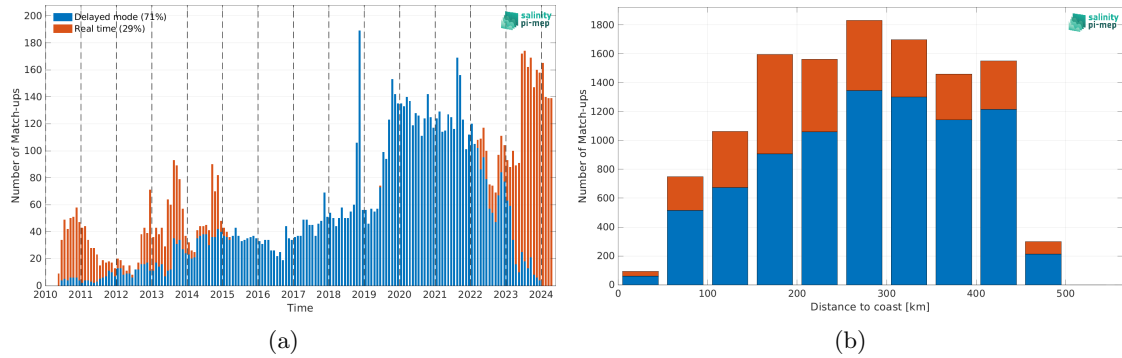 Delayed mode (71%)
Real time (29%)
salinity
pi-mep
Number of Match-ups
200
180
160
140
120
100
80
60
40
20
0
2010 2011 2012 2013 2014 2015 2016 2017 2018 2019 2020 2021 2022 2023 2024
Time
(a)
salinity
pi-mep
Number of Match-ups
1800
1600
1400
1200
1000
800
600
400
200
0
0 100 200 300 400 500
Distance to coast [km]
(b)